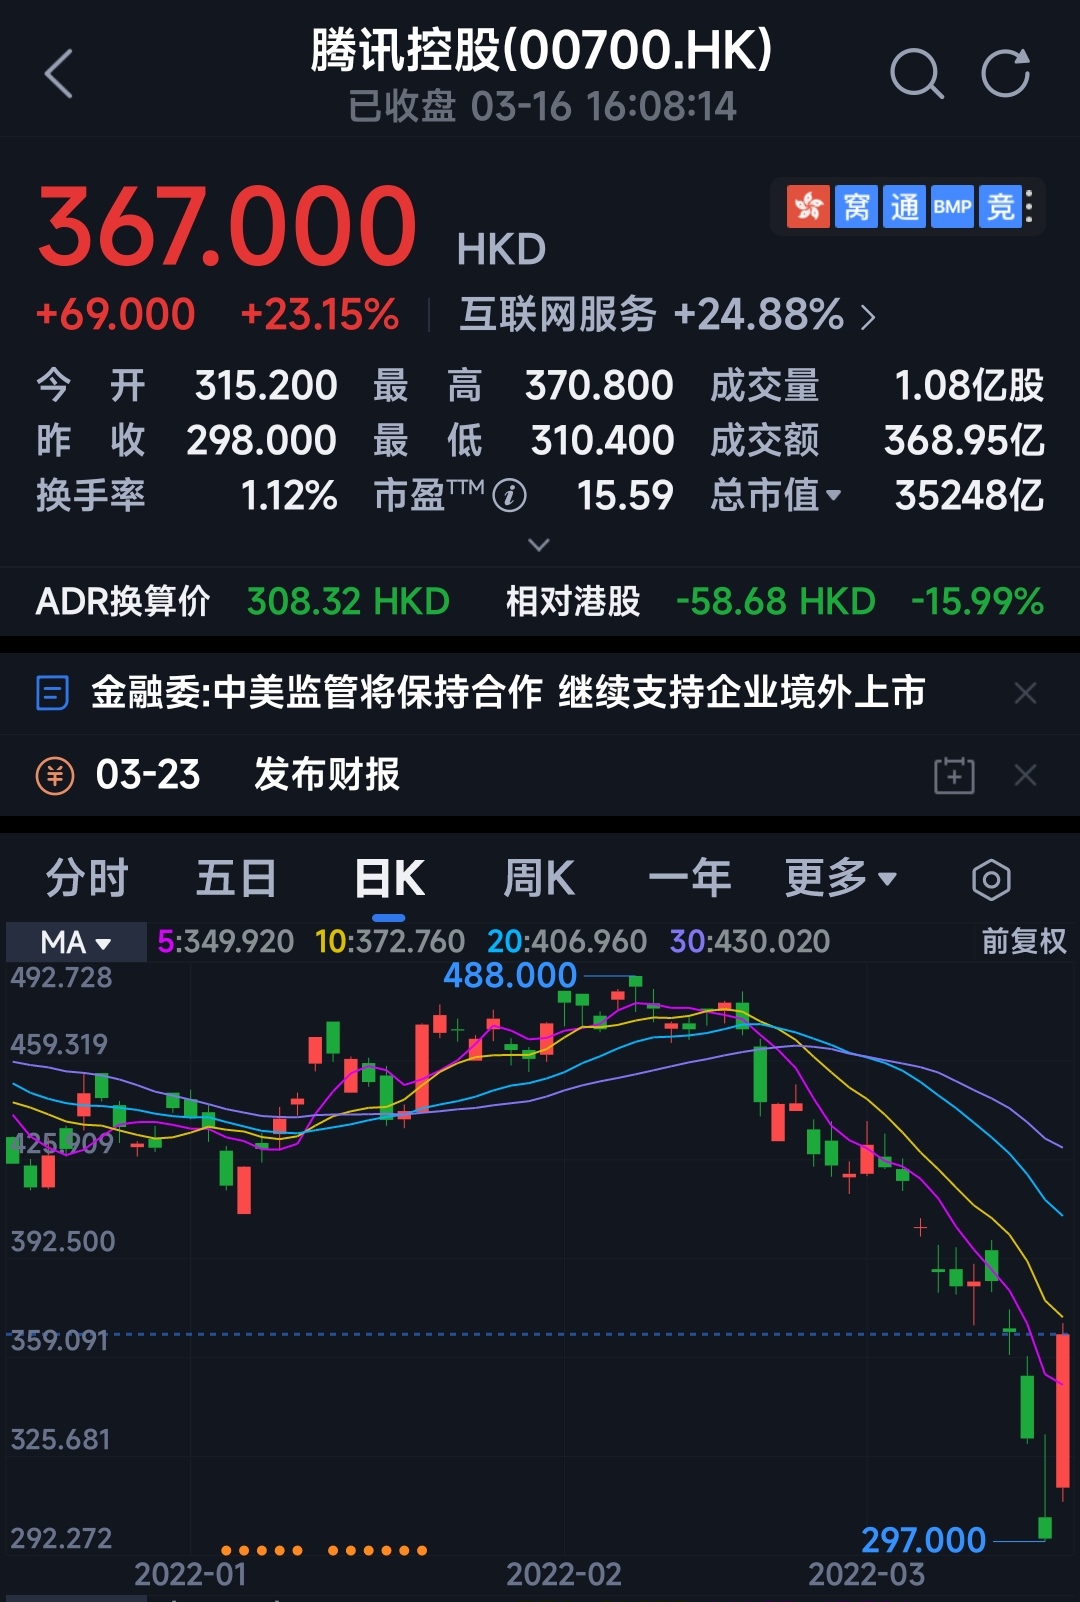 腾讯控股(00700.HK)
已收盘 03-16 16:08:14
367.000 HKD
窝 通 BMP 竞
+69.000 +23.15% 互联网服务 +24.88%
今开 315.200 最高 370.800 成交量 1.08亿股
昨收 298.000 最低 310.400 成交额 368.95亿
换手率 1.12% 市盈TTM i 15.59 总市值 35248亿
ADR换算价 308.32 HKD 相对港股 -58.68 HKD -15.99%
金融委:中美监管将保持合作 继续支持企业境外上市
¥ 03-23 发布财报
分时 五日 日K 周K 一年 更多
MA 5:349.920 10:372.760 20:406.960 30:430.020 前复权
492.728
488.000
459.319
425.909
392.500
359.091
325.681
292.272
297.000
2022-01 2022-02 2022-03